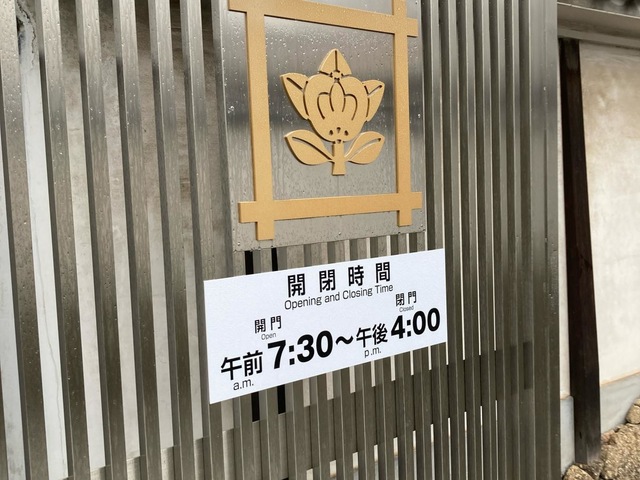 開閉時間
Opening and Closing Time
開門 閉門
Open Closed
午前 7:30～午後 4:00
a.m. p.m.